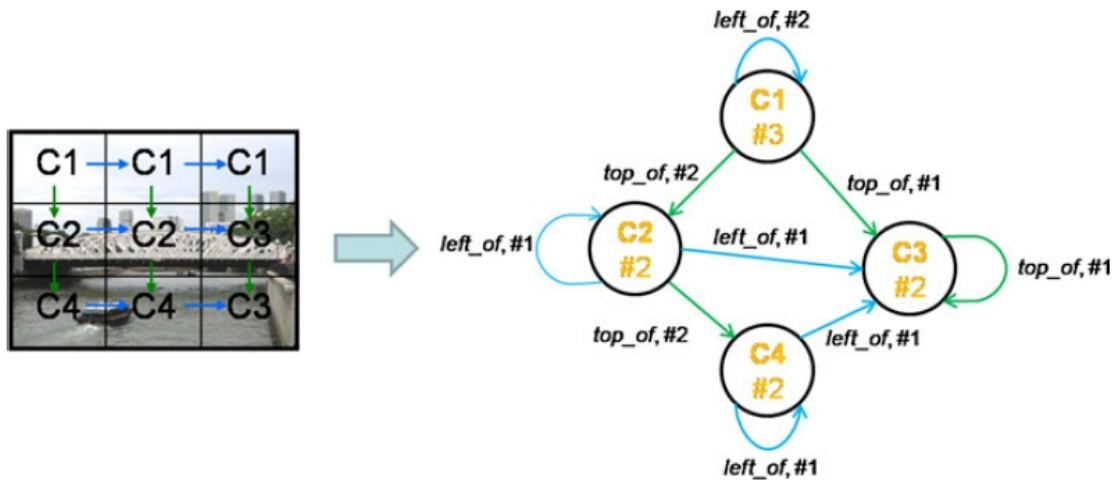 C1 C1 C1
C2 C2 C3
C4 C4 C3
left_of, #2
C1
#3
top_of, #2
top_of, #1
left_of, #1
C2
#2
left_of, #1
C3
#2
top_of, #1
top_of, #2
left_of, #1
C4
#2
left_of, #1